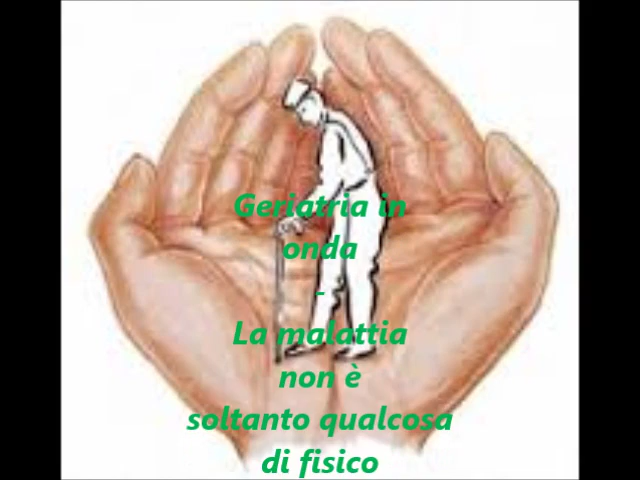 Geriatria in
onda
-
La malattia
non è
soltanto qualcosa
di fisico